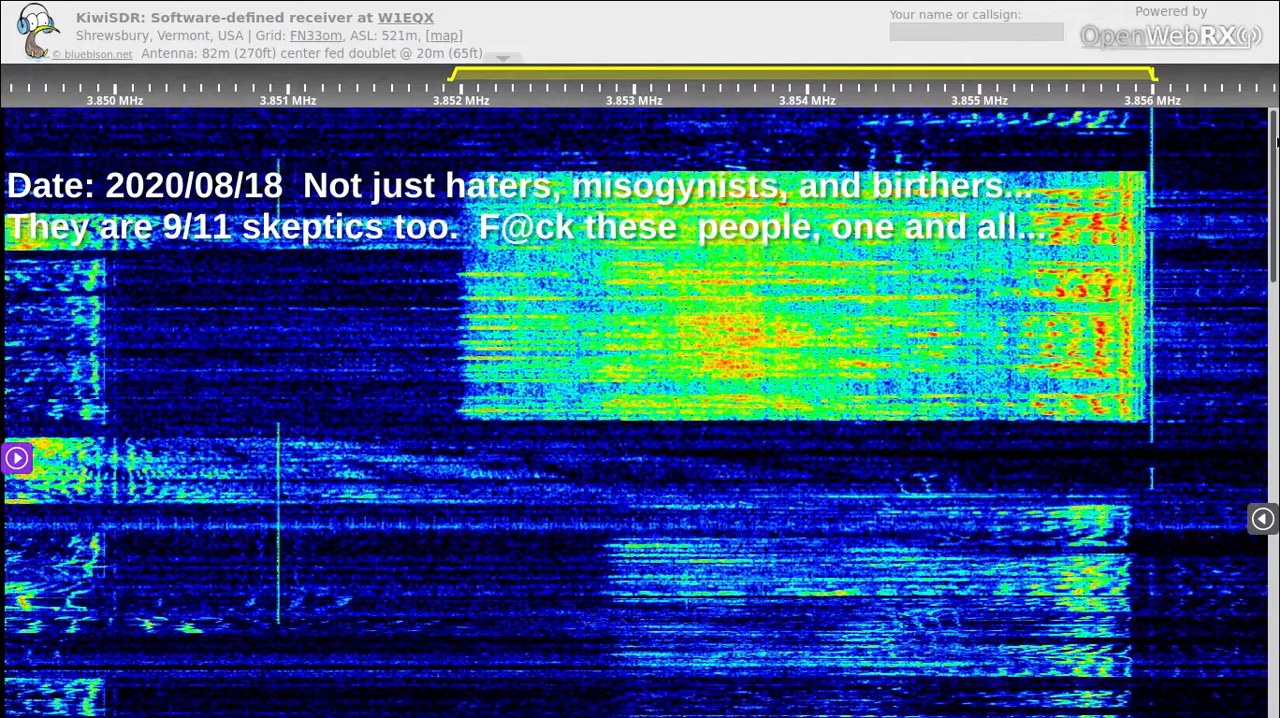 KiwiSDR: Software-defined receiver at W1EQX
Shrewsbury, Vermont, USA | Grid: FN33om, ASL: 521m, [map]
© bluebison.net Antenna: 82m (270ft) center fed doublet @ 20m (65ft)
Your name or callsign:
Powered by
OpenWebRX
3.850 MHz 3.851 MHz 3.852 MHz 3.853 MHz 3.854 MHz 3.855 MHz 3.856 MHz
Date: 2020/08/18 Not just haters, misogynists, and birthers...
They are 9/11 skeptics too. F@ck these people, one and all...